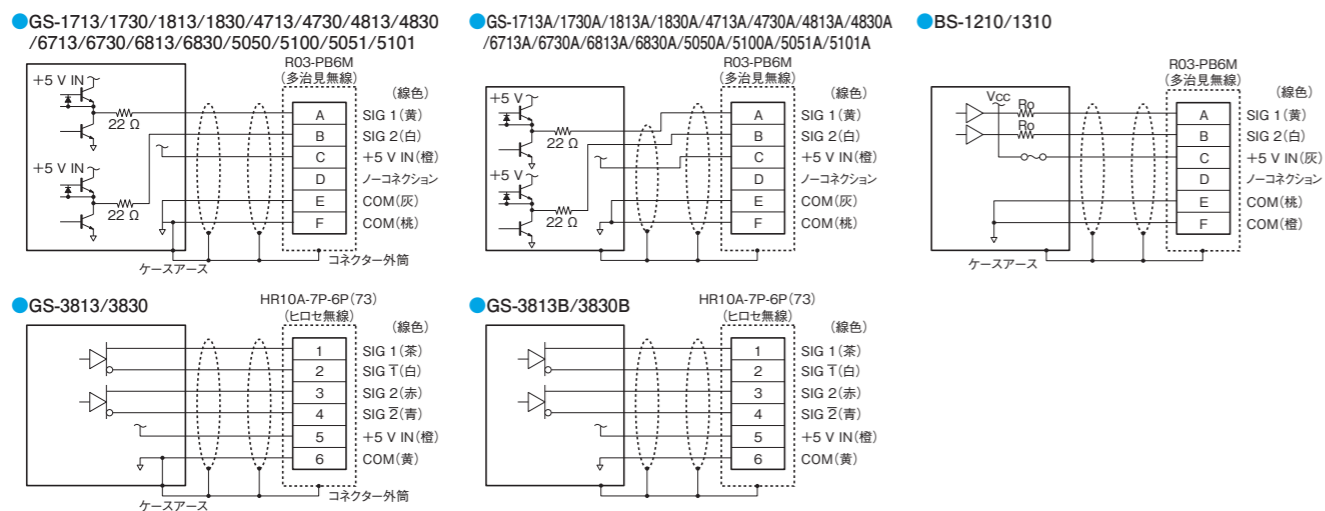 ●GS-1713/1730/1813/1830/4713/4730/4813/4830
/6713/6730/6813/6830/5050/5100/5051/5101
R03-PB6M
(多治見無線)
(線色)
+5 V IN
22 Ω
+5 V IN
22 Ω
A SIG 1(黄)
B SIG 2(白)
C +5 V IN(橙)
D ノーコネクション
E COM(灰)
F COM(桃)
ケースアース
コネクター外筒
●GS-1713A/1730A/1813A/1830A/4713A/4730A/4813A/4830A
/6713A/6730A/6813A/6830A/5050A/5100A/5051A/5101A
R03-PB6M
(多治見無線)
(線色)
+5 V
22 Ω
+5 V
22 Ω
A SIG 1(黄)
B SIG 2(白)
C +5 V IN(橙)
D ノーコネクション
E COM(灰)
F COM(桃)
●BS-1210/1310
R03-PB6M
(多治見無線)
(線色)
Vcc
Ro
Ro
A SIG 1(黄)
B SIG 2(白)
C +5 V IN(灰)
D ノーコネクション
E COM(桃)
F COM(橙)
ケースアース
●GS-3813/3830
HR10A-7P-6P(73)
(ヒロセ無線)
(線色)
1 SIG 1(茶)
2 SIG 1̅(白)
3 SIG 2(赤)
4 SIG 2̅(青)
5 +5 V IN(橙)
6 COM(黄)
ケースアース
コネクター外筒
●GS-3813B/3830B
HR10A-7P-6P(73)
(ヒロセ無線)
(線色)
1 SIG 1(茶)
2 SIG 1̅(白)
3 SIG 2(赤)
4 SIG 2̅(青)
5 +5 V IN(橙)
6 COM(黄)